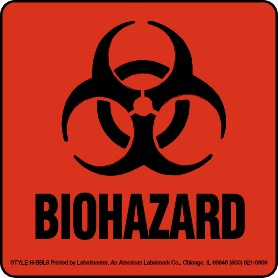 BIOHAZARD
STYLE H-BBL8 Printed by Labelmaster, An American Labelmark Co., Chicago, IL 60646 (800) 621-5808